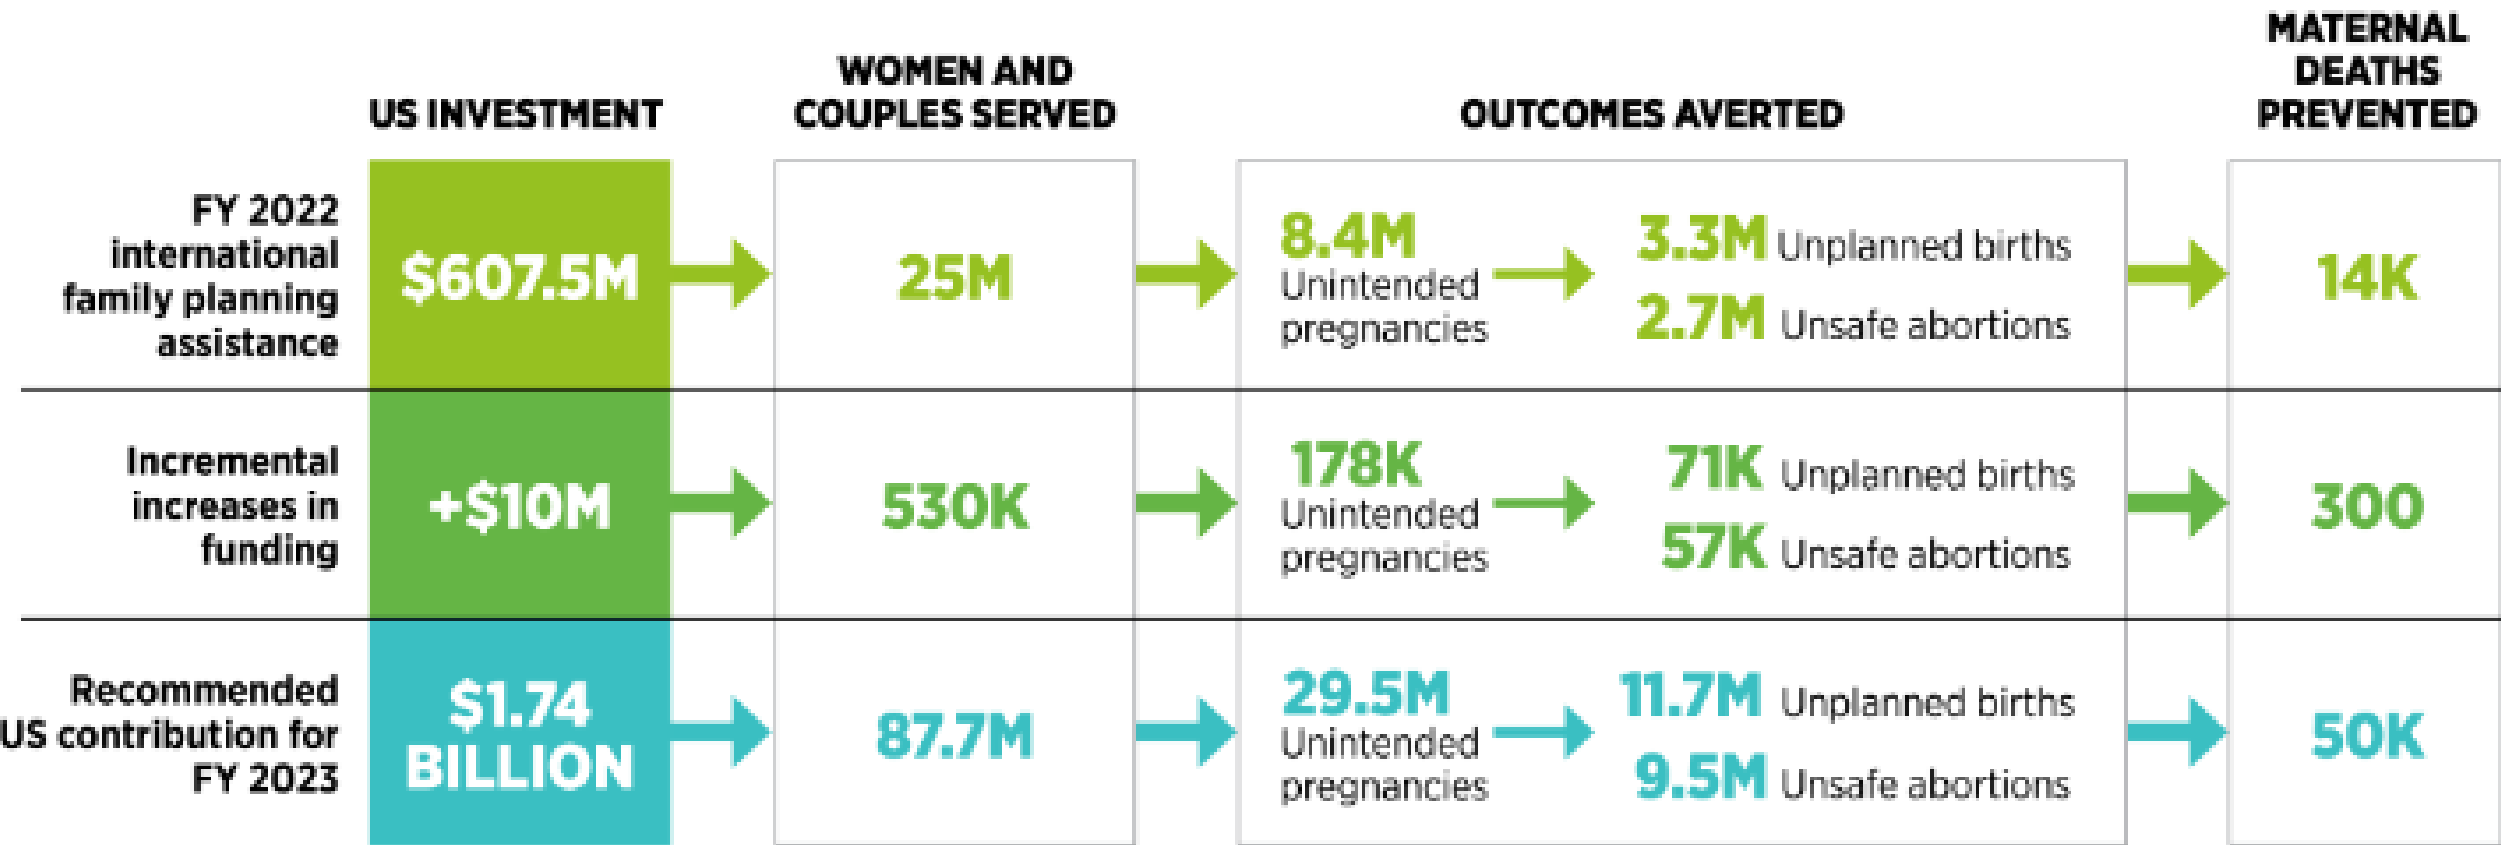 US INVESTMENT
WOMEN AND
COUPLES SERVED
OUTCOMES AVERTED
MATERNAL
DEATHS
PREVENTED
FY 2022
international
family planning
assistance
$607.5M
25M
8.4M
Unintended
pregnancies
3.3M Unplanned births
2.7M Unsafe abortions
14K
Incremental
increases in
funding
+$10M
530K
178K
Unintended
pregnancies
71K Unplanned births
57K Unsafe abortions
300
Recommended
US contribution for
FY 2023
$1.74
BILLION
87.7M
29.5M
Unintended
pregnancies
11.7M Unplanned births
9.5M Unsafe abortions
50K